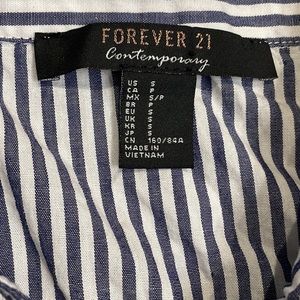 FOREVER 21
Contemporary
US S
CA P
MX S/P
BR P
EU S
UK S
KR S
JP S
CN 160/84A
MADE IN
VIETNAM